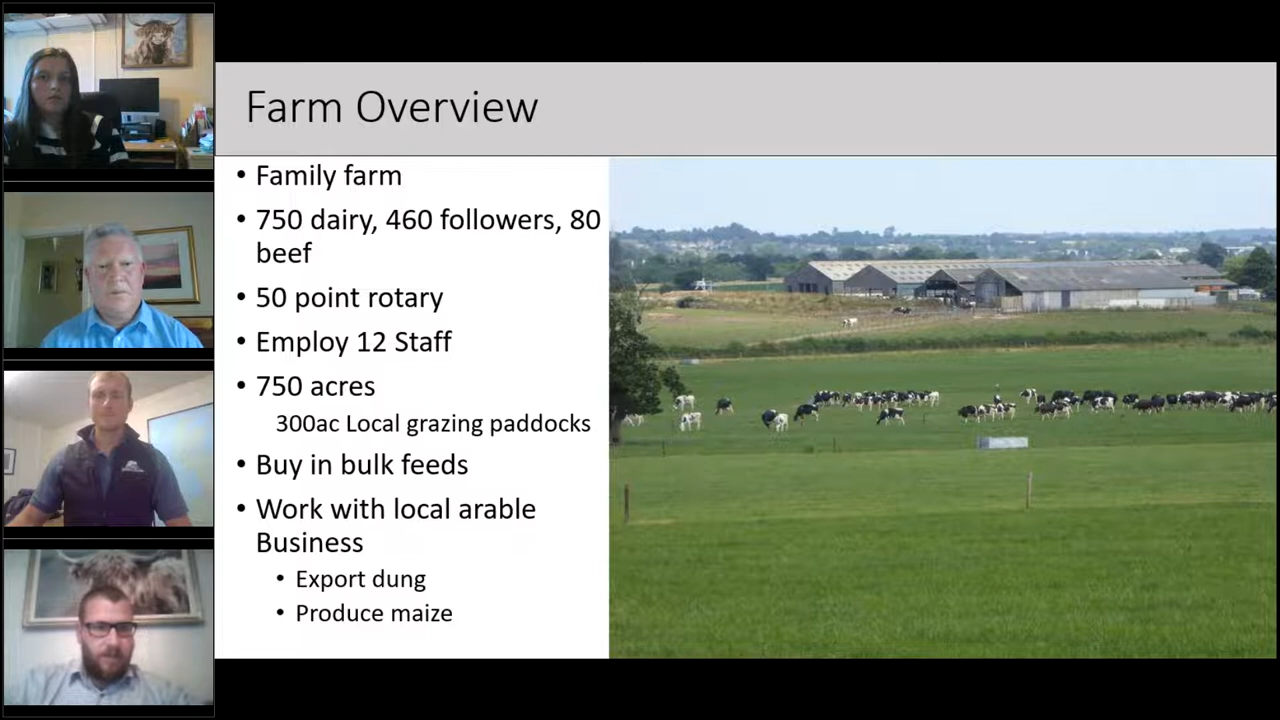 Farm Overview
• Family farm
• 750 dairy, 460 followers, 80
beef
• 50 point rotary
• Employ 12 Staff
• 750 acres
300ac Local grazing paddocks
• Buy in bulk feeds
• Work with local arable
Business
• Export dung
• Produce maize